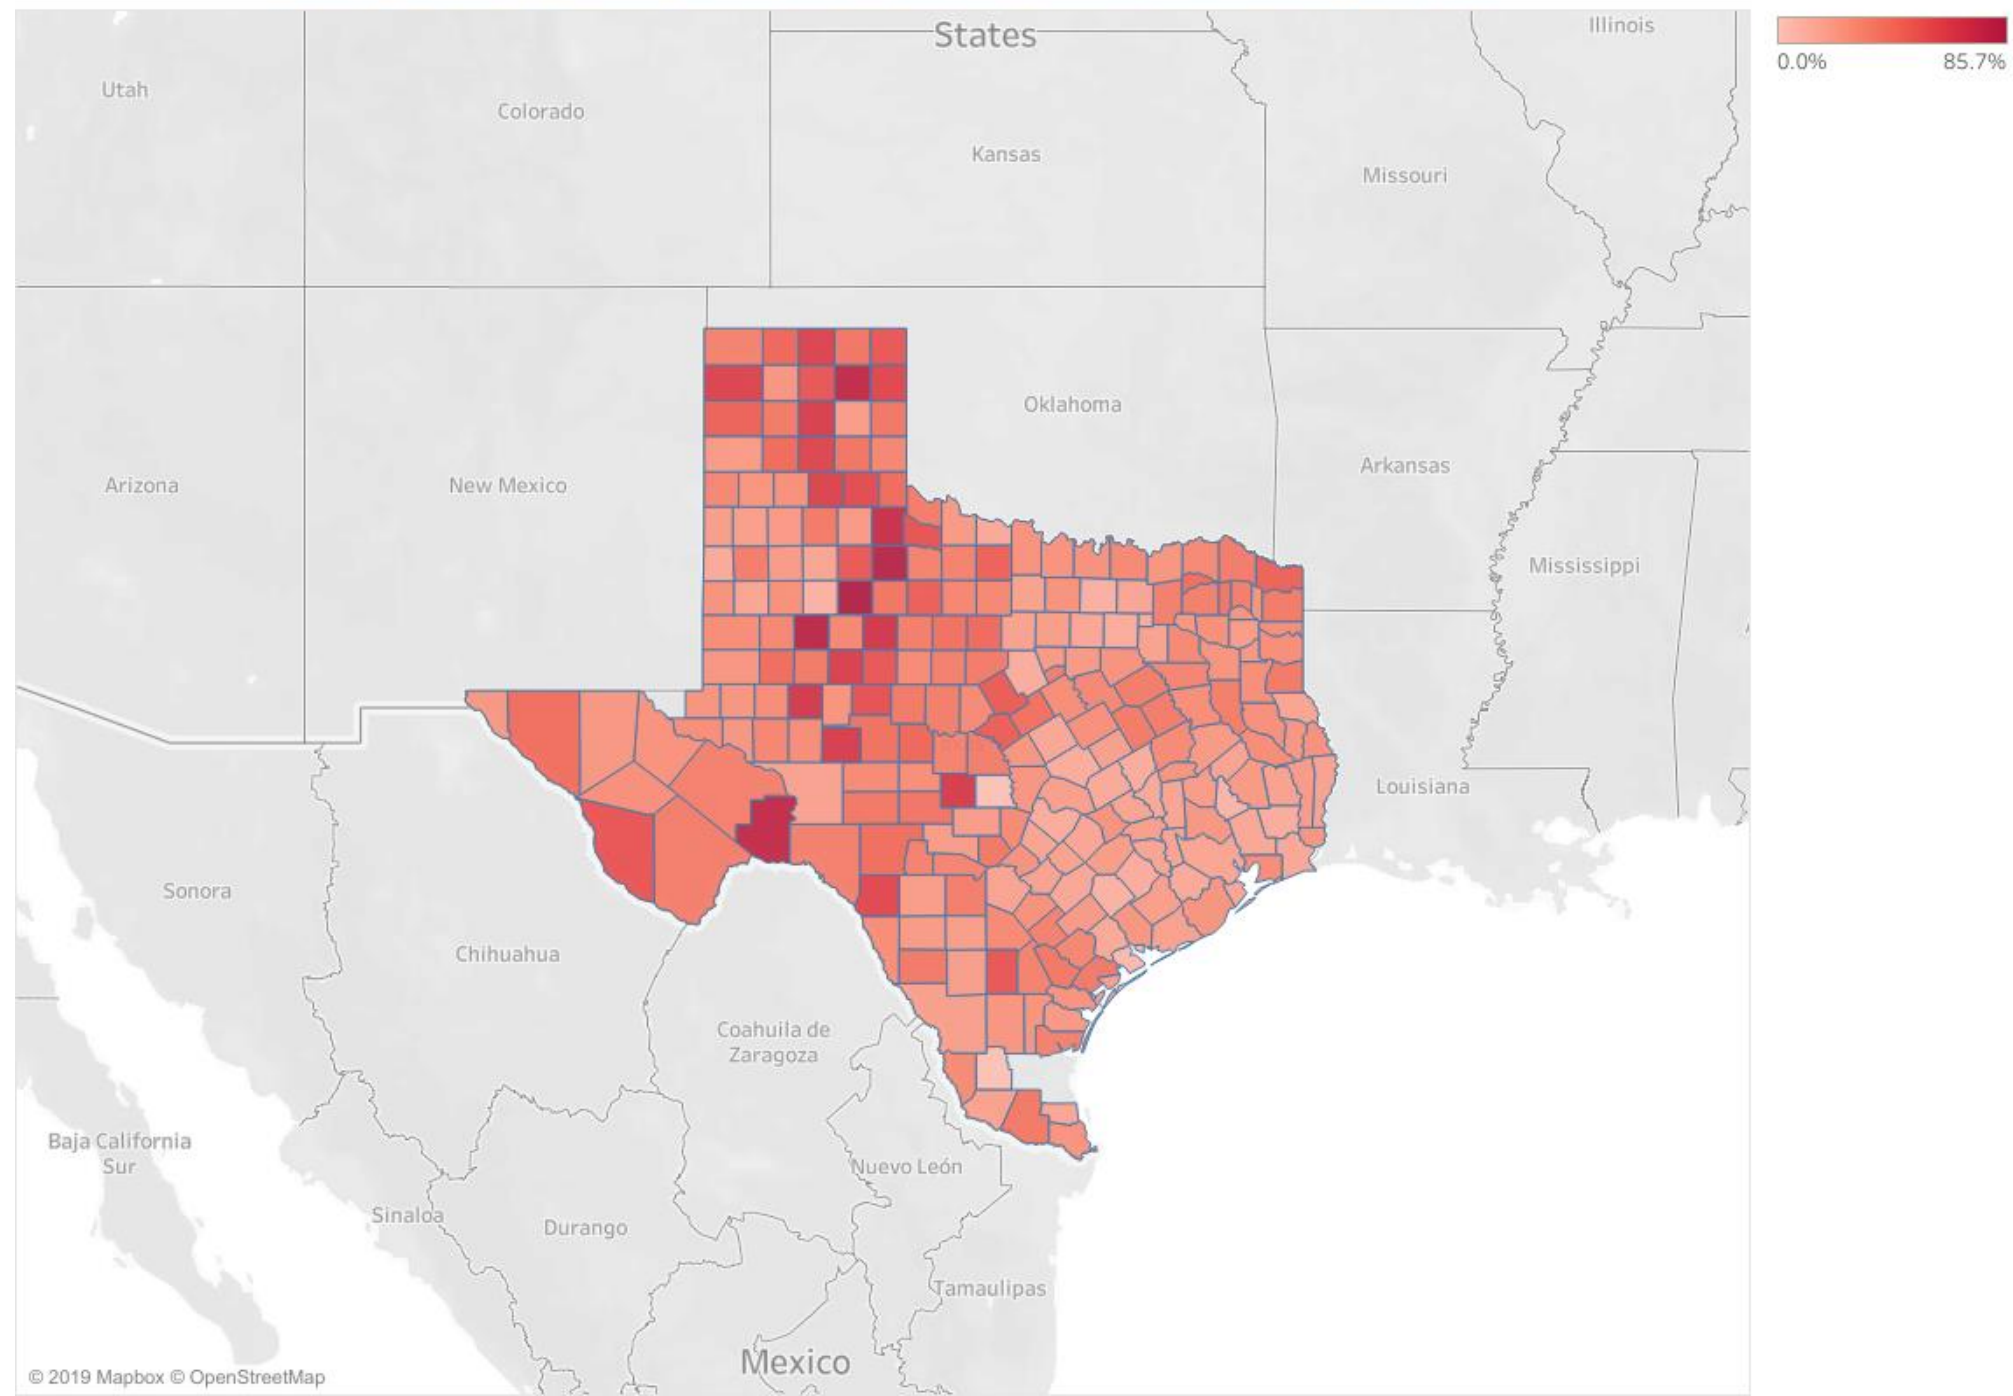 States
Illinois
0.0%
85.7%
Utah
Colorado
Kansas
Missouri
Oklahoma
Arizona
New Mexico
Arkansas
Mississippi
Louisiana
Sonora
Chihuahua
Coahuila de
Zaragoza
Baja California
Sur
Nuevo León
Sinaloa
Durango
Tamaulipas
Mexico
© 2019 Mapbox © OpenStreetMap